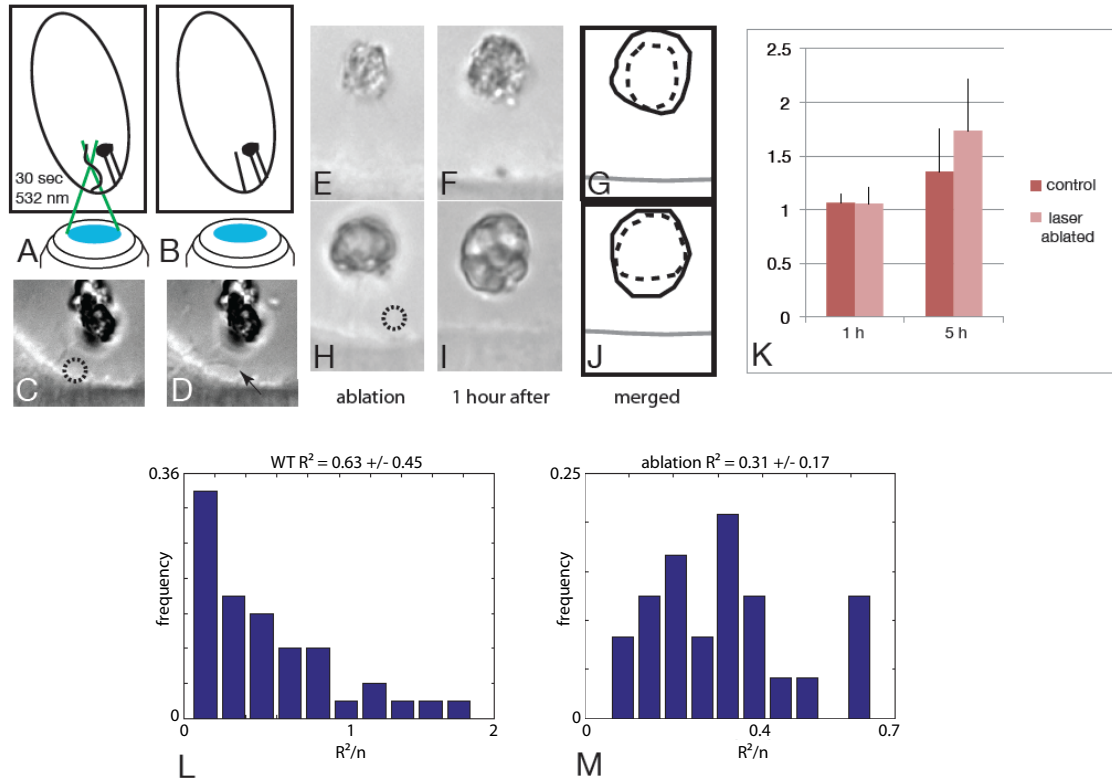 30 sec
532 nm
A
B
C
D
E
F
G
H
I
J
ablation
1 hour after
merged
2.5
2
1.5
1
0.5
0
1 h
5 h
control
laser
ablated
K
WT R² = 0.63 +/- 0.45
0.36
frequency
0
0
1
2
R²/n
L
ablation R² = 0.31 +/- 0.17
0.25
frequency
0
0
0.4
0.7
R²/n
M